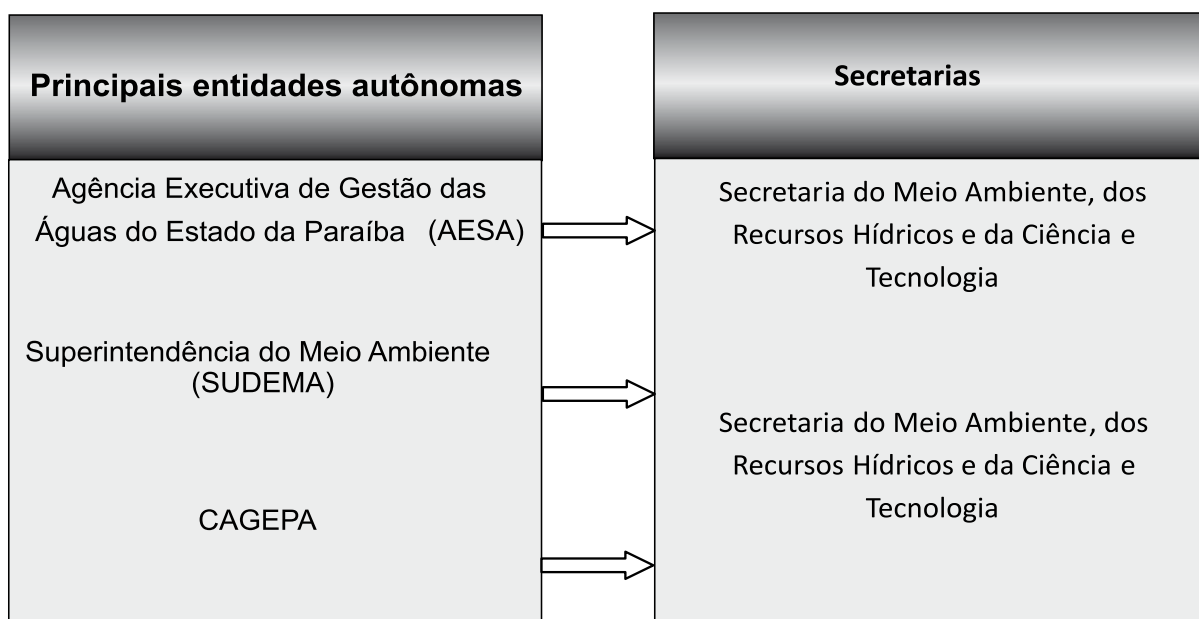 Principais entidades autônomas
Agência Executiva de Gestão das
Águas do Estado da Paraíba (AESA)
Superintendência do Meio Ambiente
(SUDEMA)
CAGEPA
Secretarias
Secretaria do Meio Ambiente, dos
Recursos Hídricos e da Ciência e
Tecnologia
Secretaria do Meio Ambiente, dos
Recursos Hídricos e da Ciência e
Tecnologia